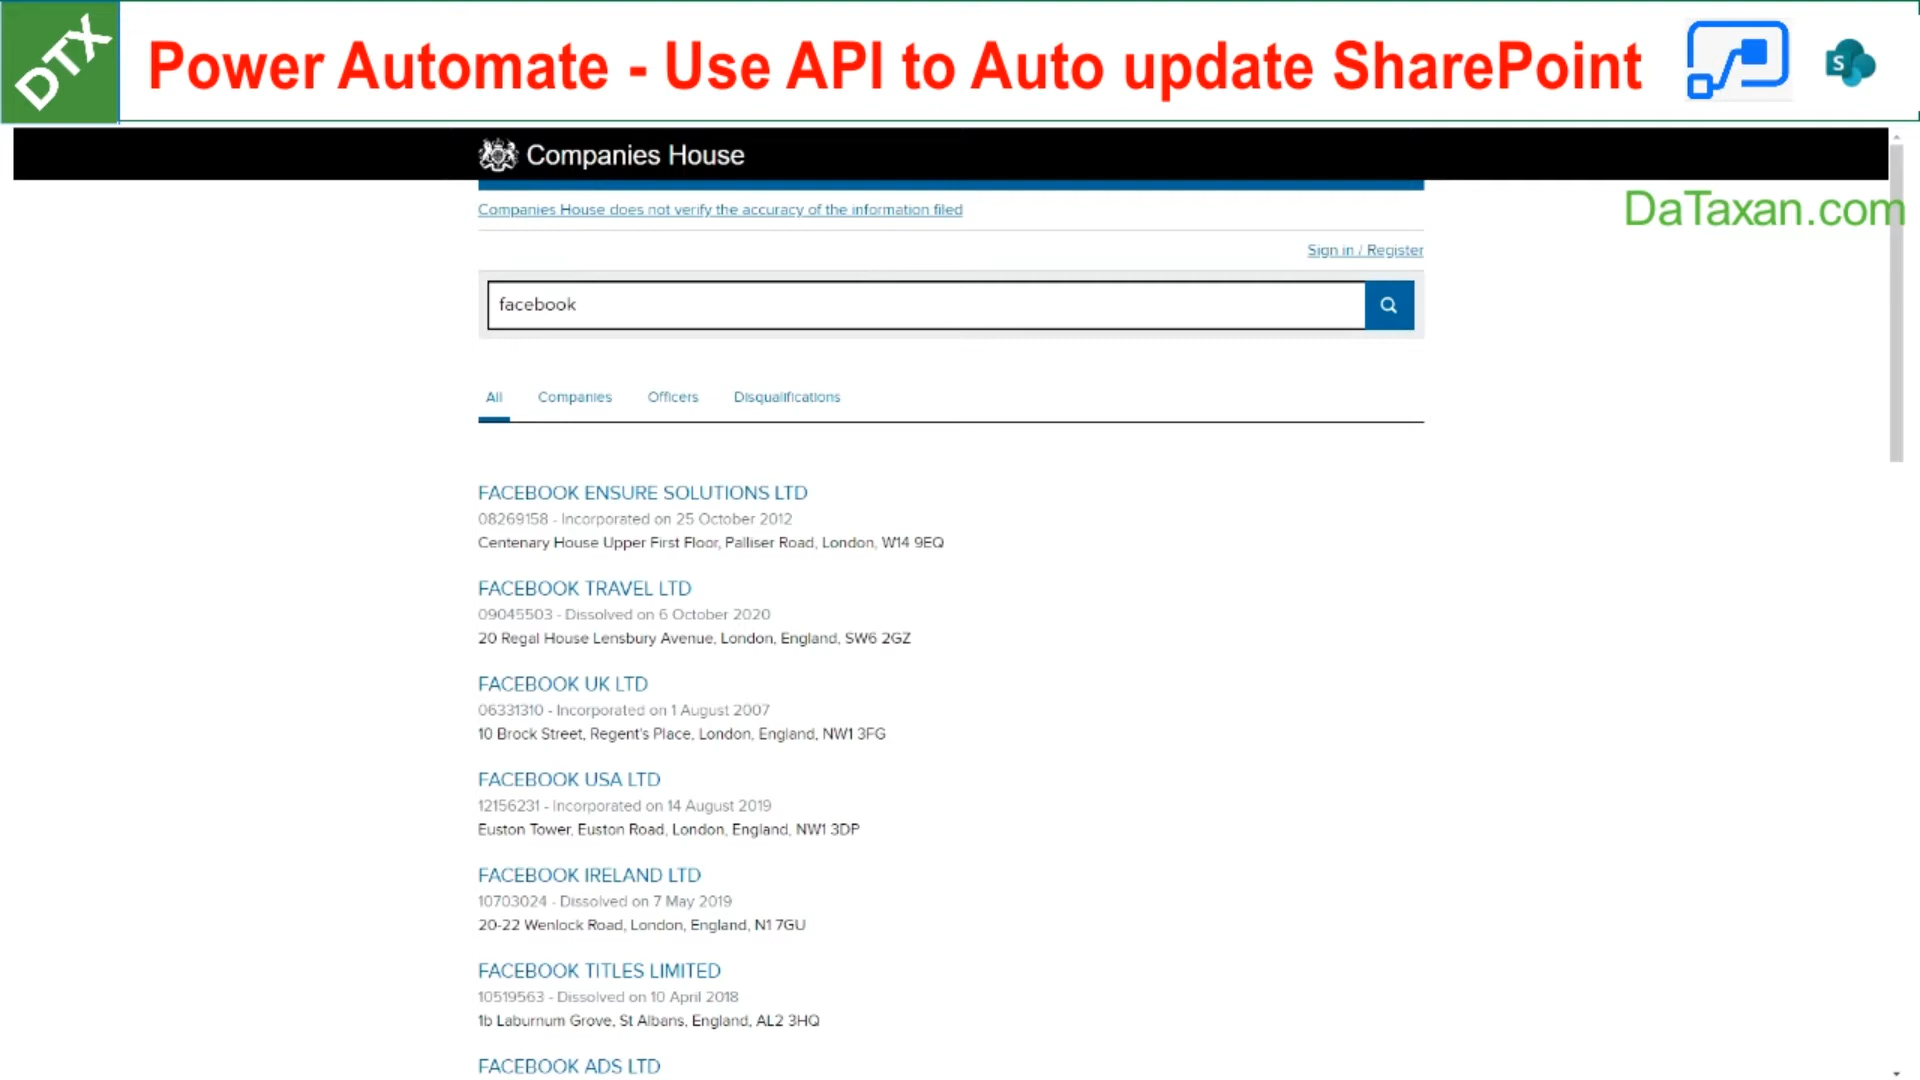 DTX
Power Automate - Use API to Auto update SharePoint
S
Companies House
Companies House does not verify the accuracy of the information filed
DaTaxan.com
Sign in / Register
facebook
All Companies Officers Disqualifications
FACEBOOK ENSURE SOLUTIONS LTD
08269158 - Incorporated on 25 October 2012
Centenary House Upper First Floor, Palliser Road, London, W14 9EQ
FACEBOOK TRAVEL LTD
09045503 - Dissolved on 6 October 2020
20 Regal House Lensbury Avenue, London, England, SW6 2GZ
FACEBOOK UK LTD
06331310 - Incorporated on 1 August 2007
10 Brock Street, Regent's Place, London, England, NW1 3FG
FACEBOOK USA LTD
12156231 - Incorporated on 14 August 2019
Euston Tower, Euston Road, London, England, NW1 3DP
FACEBOOK IRELAND LTD
10703024 - Dissolved on 7 May 2019
20-22 Wenlock Road, London, England, N1 7GU
FACEBOOK TITLES LIMITED
10519563 - Dissolved on 10 April 2018
1b Laburnum Grove, St Albans, England, AL2 3HQ
FACEBOOK ADS LTD